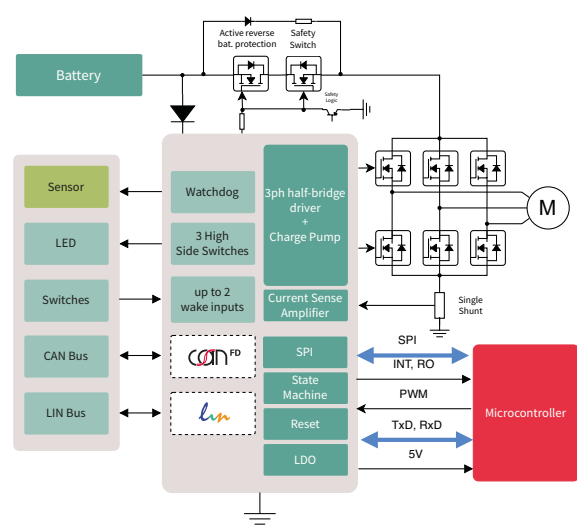 Active reverse
bat. protection
Safety
Switch
Battery
Safety
Logic
Sensor
LED
Switches
CAN Bus
LIN Bus
Watchdog
3 High
Side Switches
up to 2
wake inputs
CAN FD
lin
3ph half-bridge
driver
+
Charge Pump
Current Sense
Amplifier
SPI
State
Machine
Reset
LDO
M
Single
Shunt
SPI
INT, RO
PWM
TxD, RxD
5V
Microcontroller